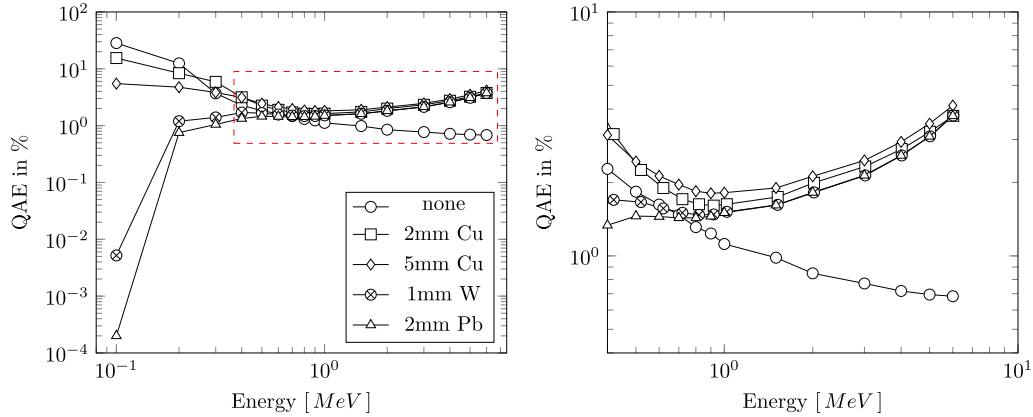 10^2
10^1
10^0
10^−1
10^−2
10^−3
10^−4
QAE in %
none
2mm Cu
5mm Cu
1mm W
2mm Pb
10^−1
10^0
Energy [MeV]
10^1
10^0
QAE in %
10^0
10^1
Energy [MeV]